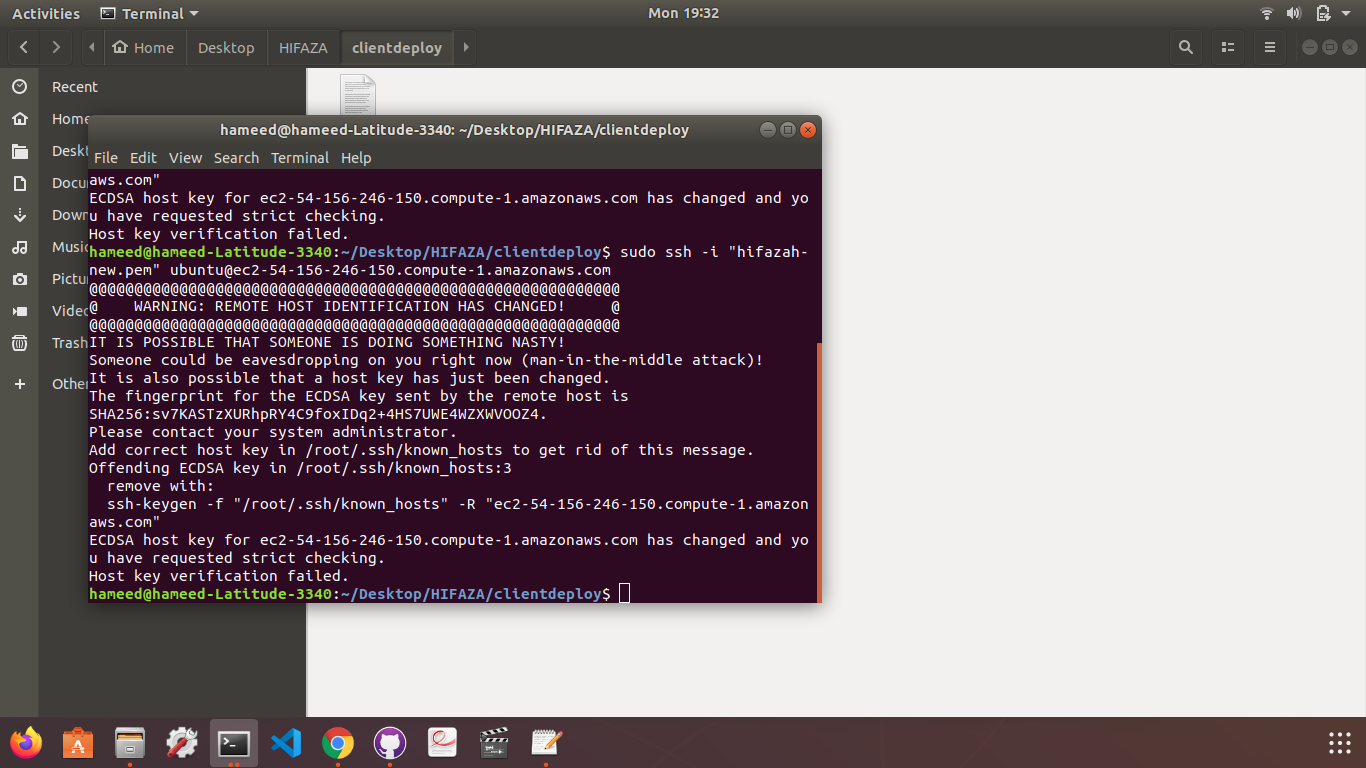 Activities
Terminal
Mon 19:32
Home
Desktop
HIFAZA
clientdeploy
Recent
Home
Deskt
Docu
Down
Music
Pictu
Video
Trash
Other
hameed@hameed-Latitude-3340: ~/Desktop/HIFAZA/clientdeploy
File Edit View Search Terminal Help
aws.com"
ECDSA host key for ec2-54-156-246-150.compute-1.amazonaws.com has changed and yo
u have requested strict checking.
Host key verification failed.
hameed@hameed-Latitude-3340:~/Desktop/HIFAZA/clientdeploy$ sudo ssh -i "hifazah-
new.pem" ubuntu@ec2-54-156-246-150.compute-1.amazonaws.com
@@@@@@@@@@@@@@@@@@@@@@@@@@@@@@@@@@@@@@@@@@@@@@@@@@@@@@@@@@@
@    WARNING: REMOTE HOST IDENTIFICATION HAS CHANGED!     @
@@@@@@@@@@@@@@@@@@@@@@@@@@@@@@@@@@@@@@@@@@@@@@@@@@@@@@@@@@@
IT IS POSSIBLE THAT SOMEONE IS DOING SOMETHING NASTY!
Someone could be eavesdropping on you right now (man-in-the-middle attack)!
It is also possible that a host key has just been changed.
The fingerprint for the ECDSA key sent by the remote host is
SHA256:sv7KASTzXURhpRY4C9foxIDq2+4HS7UWE4WZXWVOOZ4.
Please contact your system administrator.
Add correct host key in /root/.ssh/known_hosts to get rid of this message.
Offending ECDSA key in /root/.ssh/known_hosts:3
  remove with:
  ssh-keygen -f "/root/.ssh/known_hosts" -R "ec2-54-156-246-150.compute-1.amazon
aws.com"
ECDSA host key for ec2-54-156-246-150.compute-1.amazonaws.com has changed and yo
u have requested strict checking.
Host key verification failed.
hameed@hameed-Latitude-3340:~/Desktop/HIFAZA/clientdeploy$